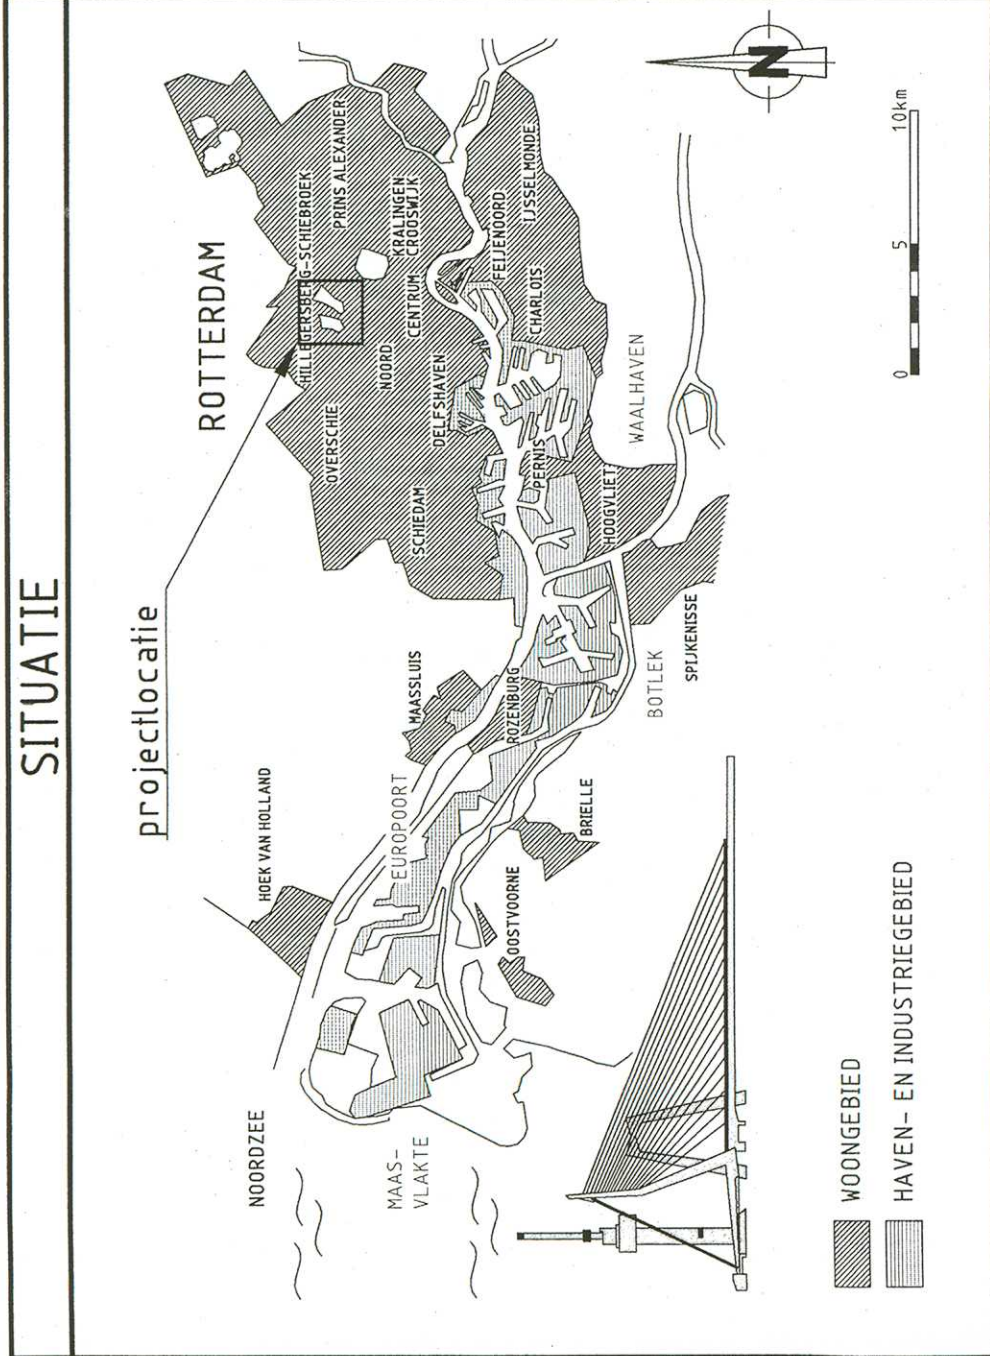 SITUATIE
projectlocatie
ROTTERDAM
N
HILLEGERSBERG-SCHIEBROEK
PRINS ALEXANDER
OVERSCHIE
NOORD
KRALINGEN
CROOSWIJK
CENTRUM
SCHIEDAM
DELFSHAVEN
FEIJENOORD
IJSSELMONDE
CHARLOIS
PERNIS
HOOGVLIET
WAALHAVEN
HOEK VAN HOLLAND
MAASSLUIS
EUROPOORT
ROZENBURG
BOTLEK
SPIJKENISSE
BRIELLE
OOSTVOORNE
NOORDZEE
MAAS-
VLAKTE
0 5 10km
WOONGEBIED
HAVEN- EN INDUSTRIEGEBIED